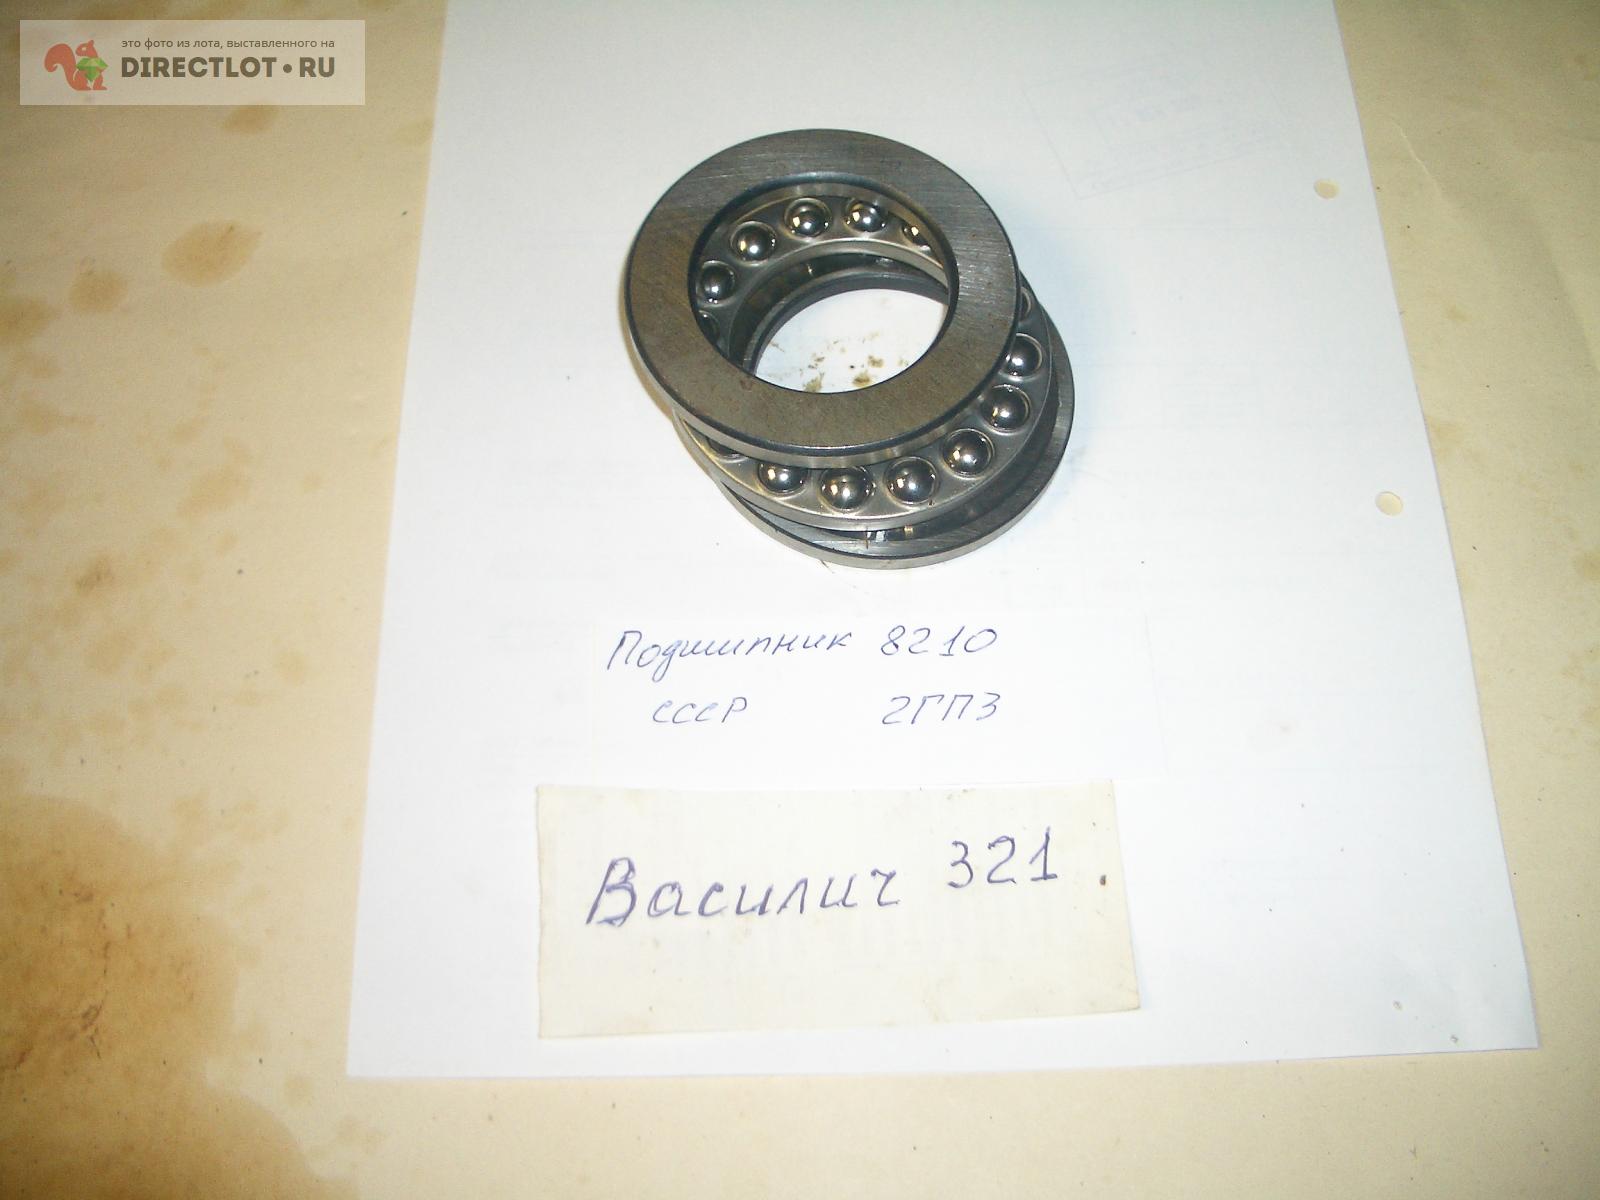 это фото из лота, выставленного на
DIRECTLOT•RU
Подшипник 8210
СССР 2ГПЗ
Василич 321